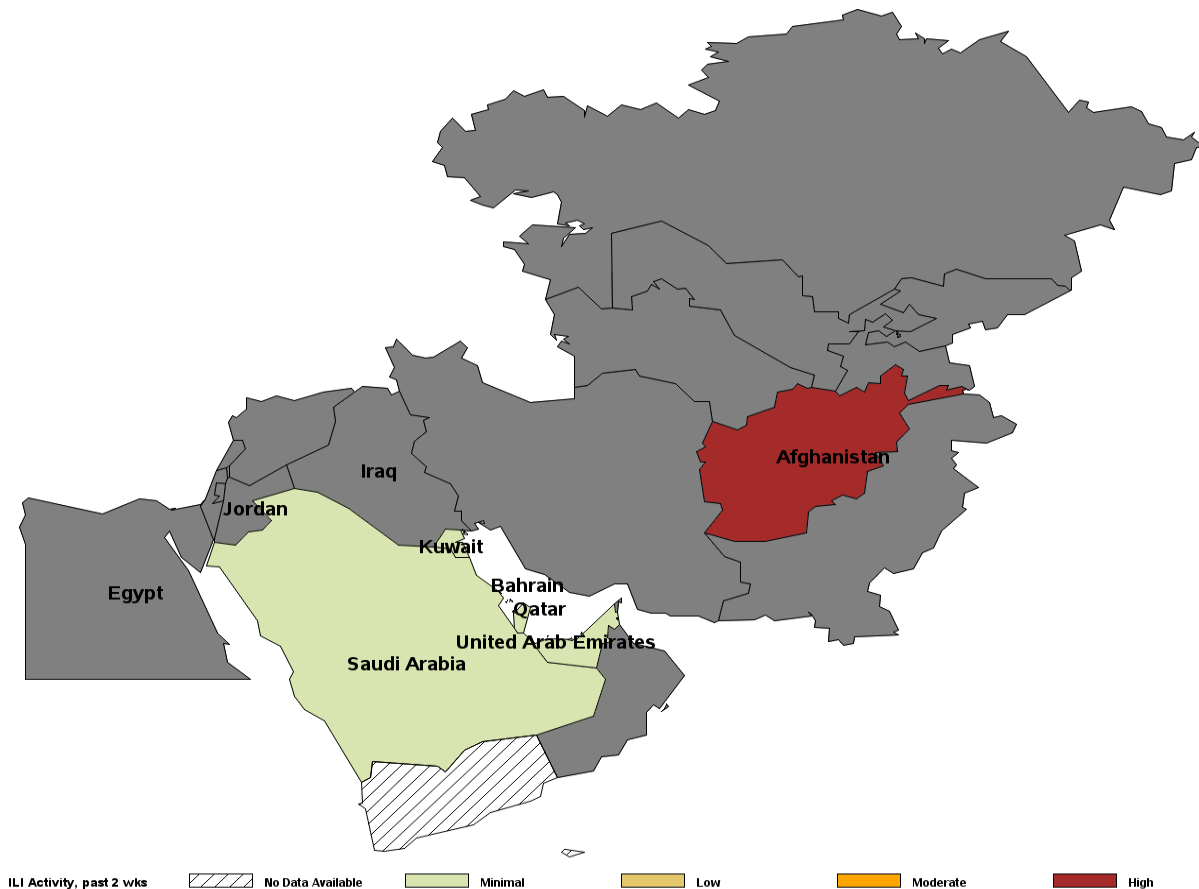 Afghanistan
Iraq
Jordan
Kuwait
Bahrain
Egypt
Qatar
United Arab Emirates
Saudi Arabia
ILI Activity, past 2 wks No Data Available Minimal Low Moderate High